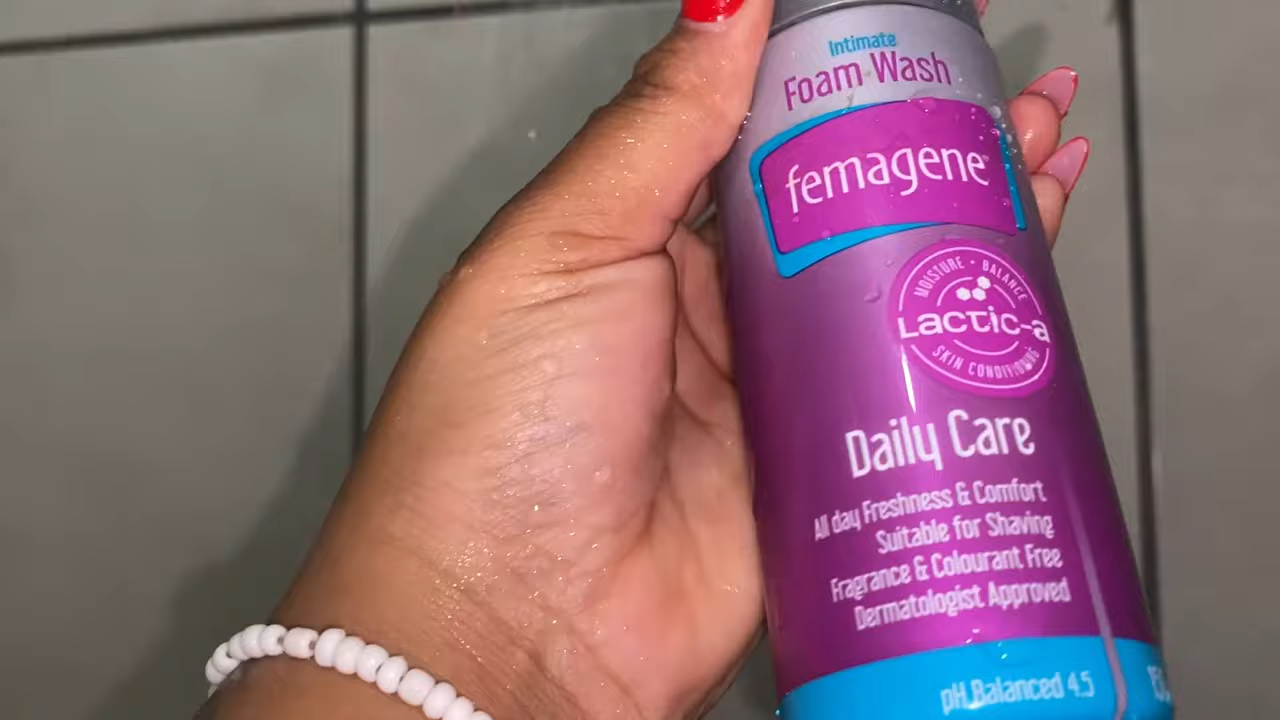 Intimate
Foam Wash
femagene™
MOISTURE • BALANCE
Lactic-a
SKIN CONDITIONING
Daily Care
All day Freshness & Comfort
Suitable for Shaving
Fragrance & Colourant Free
Dermatologist Approved
pH Balanced 4.5